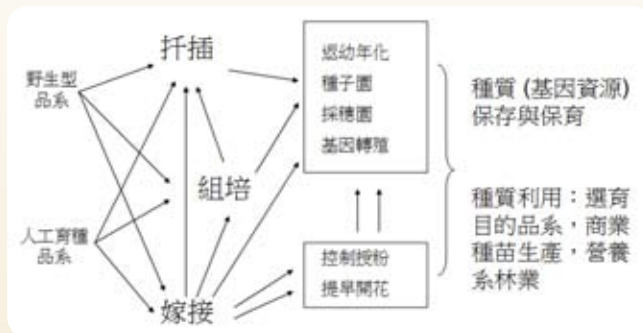 扦插
野生型
品系
組培
人工育種
品系
嫁接
返幼年化
種子園
採穗園
基因轉殖
控制授粉
提早開花
種質 (基因資源)
保存與保育
種質利用：選育
目的品系，商業
種苗生產，營養
系林業